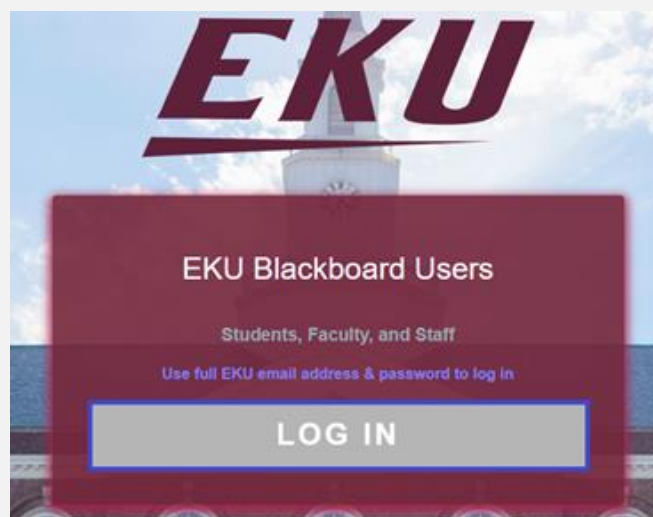 EKU
EKU Blackboard Users
Students, Faculty, and Staff
Use full EKU email address & password to log in
LOG IN